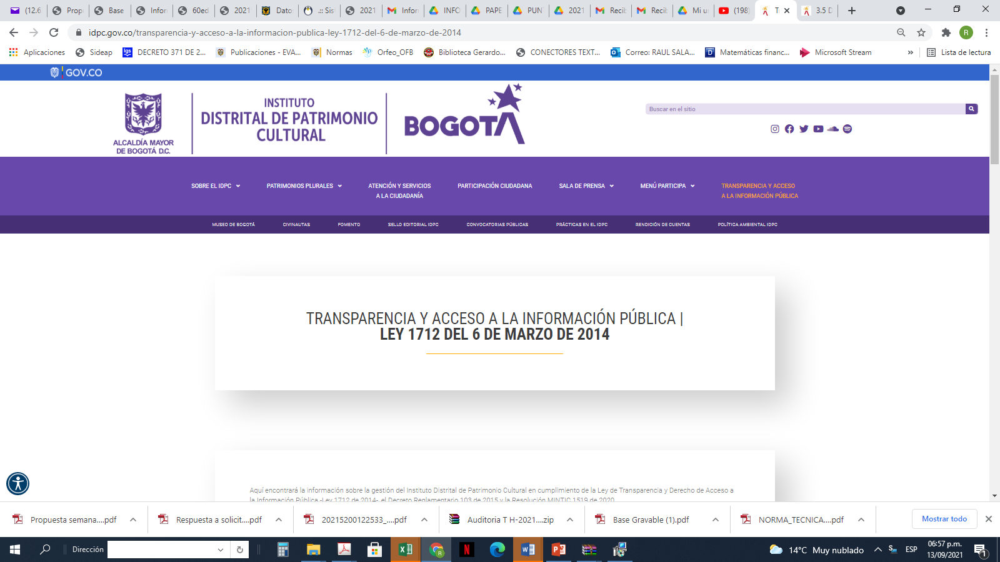 (12.6
Prop
Base
Infor
60ed
2021
Dato
.:: Sis
2021
Infor
INFO
PAPE
PUN
2021
Recib
Recib
Mi u
(198)
3.5 D
idpc.gov.co/transparencia-y-acceso-a-la-informacion-publica-ley-1712-del-6-de-marzo-de-2014
R
Aplicaciones
Sideap
DECRETO 371 DE 2...
Publicaciones - EVA...
Normas
Orfeo_OFB
Biblioteca Gerardo...
CONECTORES TEXT...
Correo: RAUL SALA...
Matemáticas financ...
Microsoft Stream
»
Lista de lectura
GOV.CO
ALCALDÍA MAYOR
DE BOGOTÁ D.C.
INSTITUTO
DISTRITAL DE PATRIMONIO
CULTURAL
BOGOTÁ
Buscar en el sitio
SOBRE EL IDPC
PATRIMONIOS PLURALES
ATENCIÓN Y SERVICIOS
A LA CIUDADANÍA
PARTICIPACIÓN CIUDADANA
SALA DE PRENSA
MENÚ PARTICIPA
TRANSPARENCIA Y ACCESO
A LA INFORMACIÓN PÚBLICA
MUSEO DE BOGOTÁ
CIVINAUTAS
FOMENTO
SELLO EDITORIAL IDPC
CONVOCATORIAS PÚBLICAS
PRÁCTICAS EN EL IDPC
RENDICIÓN DE CUENTAS
POLÍTICA AMBIENTAL IDPC
TRANSPARENCIA Y ACCESO A LA INFORMACIÓN PÚBLICA |
LEY 1712 DEL 6 DE MARZO DE 2014
Aquí encontrará la información sobre la gestión del Instituto Distrital de Patrimonio Cultural en cumplimiento de la Ley de Transparencia y Derecho de Acceso a
la Información Pública -Ley 1712 de 2014-, el Decreto Reglamentario 103 de 2015 y la Resolución MINTIC 1519 de 2020.
Propuesta semana....pdf
Respuesta a solicit....pdf
20215200122533_....pdf
Auditoria T H-2021....zip
Base Gravable (1).pdf
NORMA_TECNICA....pdf
Mostrar todo
Dirección
14°C Muy nublado
ESP
06:57 p.m.
13/09/2021
1